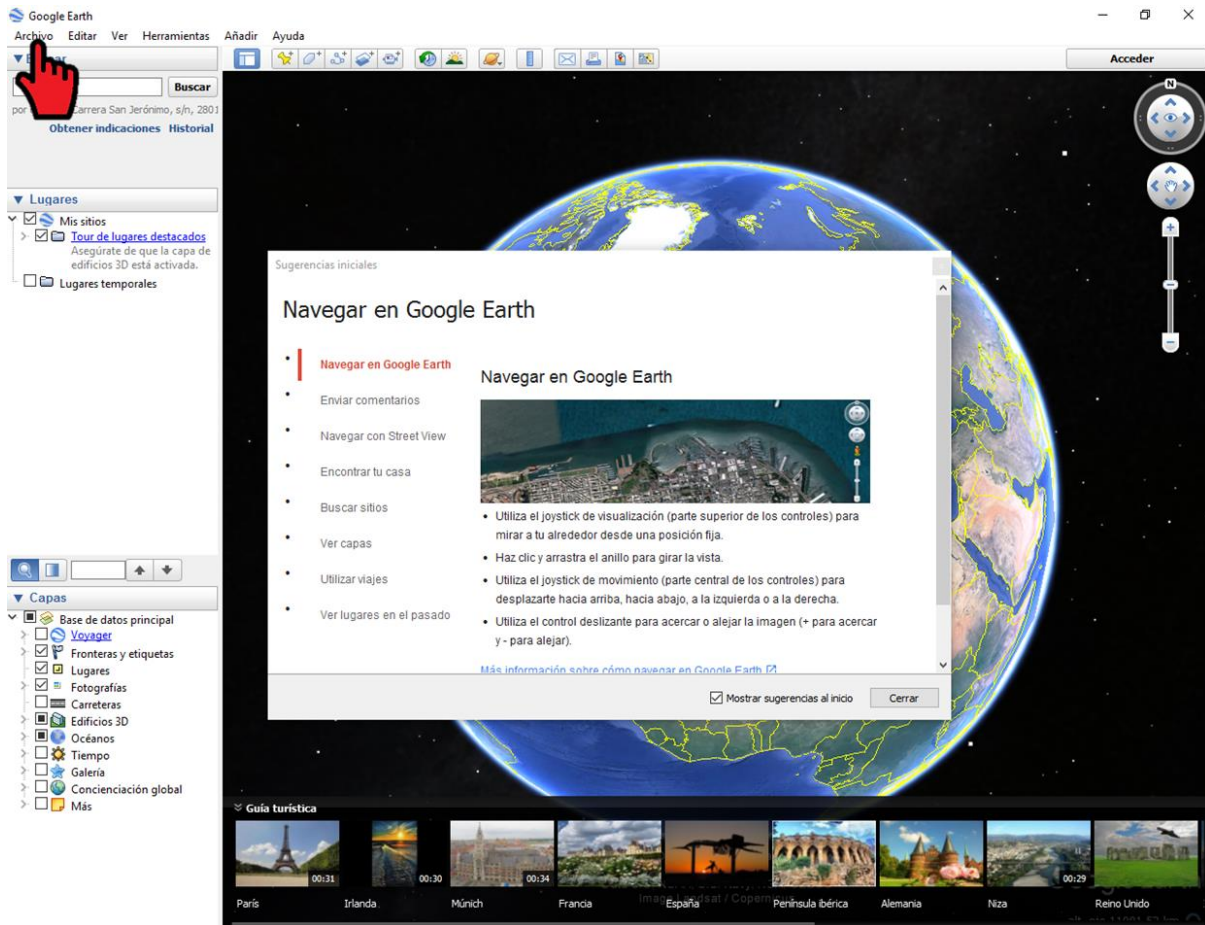 Google Earth
Archivo Editar Ver Herramientas Añadir Ayuda
Acceder
Buscar
por Carrera San Jerónimo, s/n, 2801
Obtener indicaciones Historial
N
Lugares
Mis sitios
Tour de lugares destacados
Asegúrate de que la capa de
edificios 3D está activada.
Lugares temporales
Sugerencias iniciales
Navegar en Google Earth
Navegar en Google Earth
Enviar comentarios
Navegar con Street View
Encontrar tu casa
Buscar sitios
Ver capas
Utilizar viajes
Ver lugares en el pasado
Navegar en Google Earth
• Utiliza el joystick de visualización (parte superior de los controles) para
mirar a tu alrededor desde una posición fija.
• Haz clic y arrastra el anillo para girar la vista.
• Utiliza el joystick de movimiento (parte central de los controles) para
desplazarte hacia arriba, hacia abajo, a la izquierda o a la derecha.
• Utiliza el control deslizante para acercar o alejar la imagen (+ para acercar
y - para alejar).
Más información sobre cómo navegar en Google Earth
Mostrar sugerencias al inicio Cerrar
Capas
Base de datos principal
Voyager
Fronteras y etiquetas
Lugares
Fotografías
Carreteras
Edificios 3D
Océanos
Tiempo
Galería
Concienciación global
Más
Guía turística
00:31 00:30 00:34 00:29
París Irlanda Múnich Francia España Península ibérica Alemania Niza Reino Unido